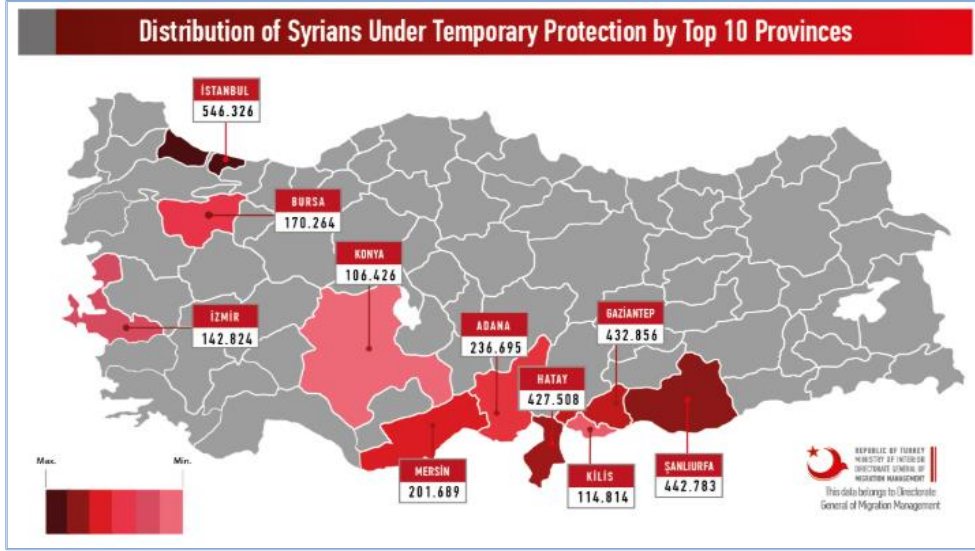 Distribution of Syrians Under Temporary Protection by Top 10 Provinces
İSTANBUL
546.326
BURSA
170.264
KONYA
106.426
İZMİR
142.824
ADANA
236.695
GAZİANTEP
432.856
HATAY
427.508
MERSİN
201.689
KİLİS
114.814
ŞANLIURFA
442.783
Max.
Min.
REPUBLIC OF TURKEY
MINISTRY OF INTERIOR
DIRECTORATE GENERAL OF
MIGRATION MANAGEMENT
This data belongs to Directorate
General of Migration Management